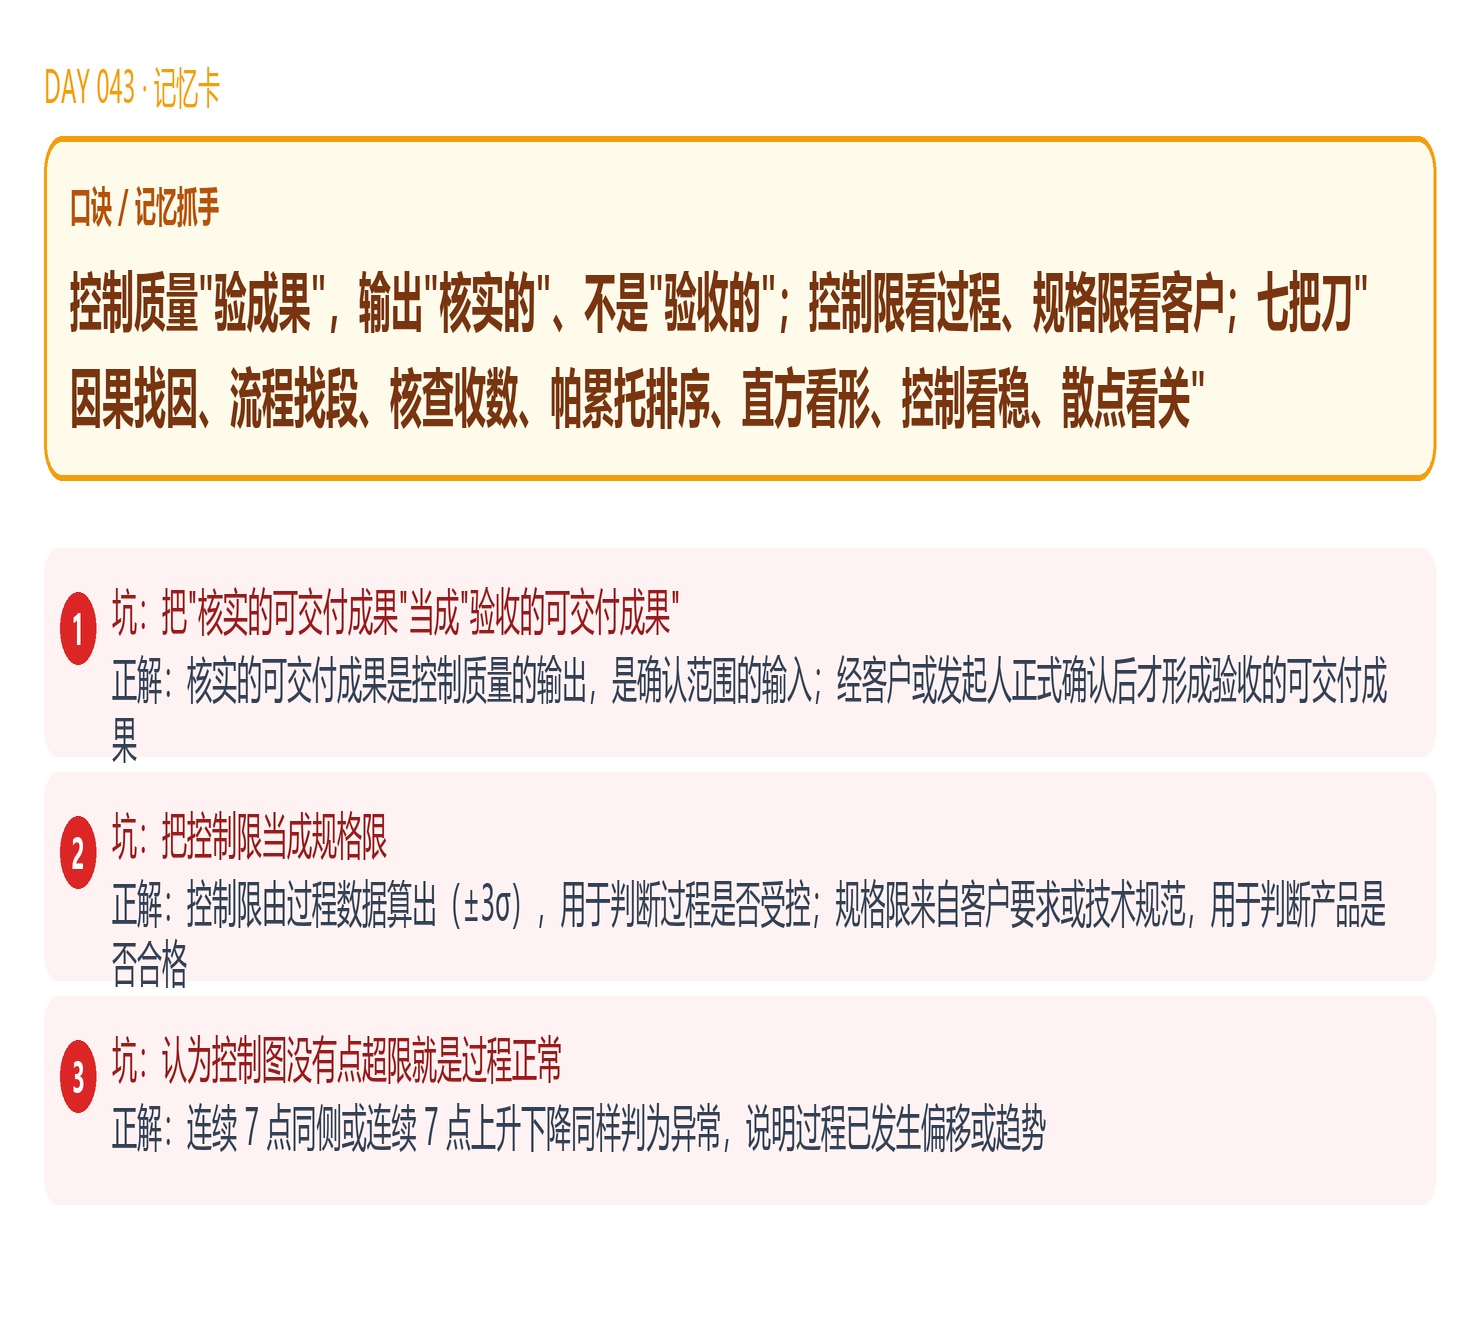 DAY 043 · 记忆卡
口诀 / 记忆抓手
控制质量"验成果"，输出"核实的"、不是"验收的"；控制限看过程、规格限看客户；七把刀"
因果找因、流程找段、核查收数、帕累托排序、直方看形、控制看稳、散点看关"
1
坑：把"核实的可交付成果"当成"验收的可交付成果"
正解：核实的可交付成果是控制质量的输出，是确认范围的输入；经客户或发起人正式确认后才形成验收的可交付成
果
2
坑：把控制限当成规格限
正解：控制限由过程数据算出（±3σ），用于判断过程是否受控；规格限来自客户要求或技术规范，用于判断产品是
否合格
3
坑：认为控制图没有点超限就是过程正常
正解：连续 7 点同侧或连续 7 点上升下降同样判为异常，说明过程已发生偏移或趋势